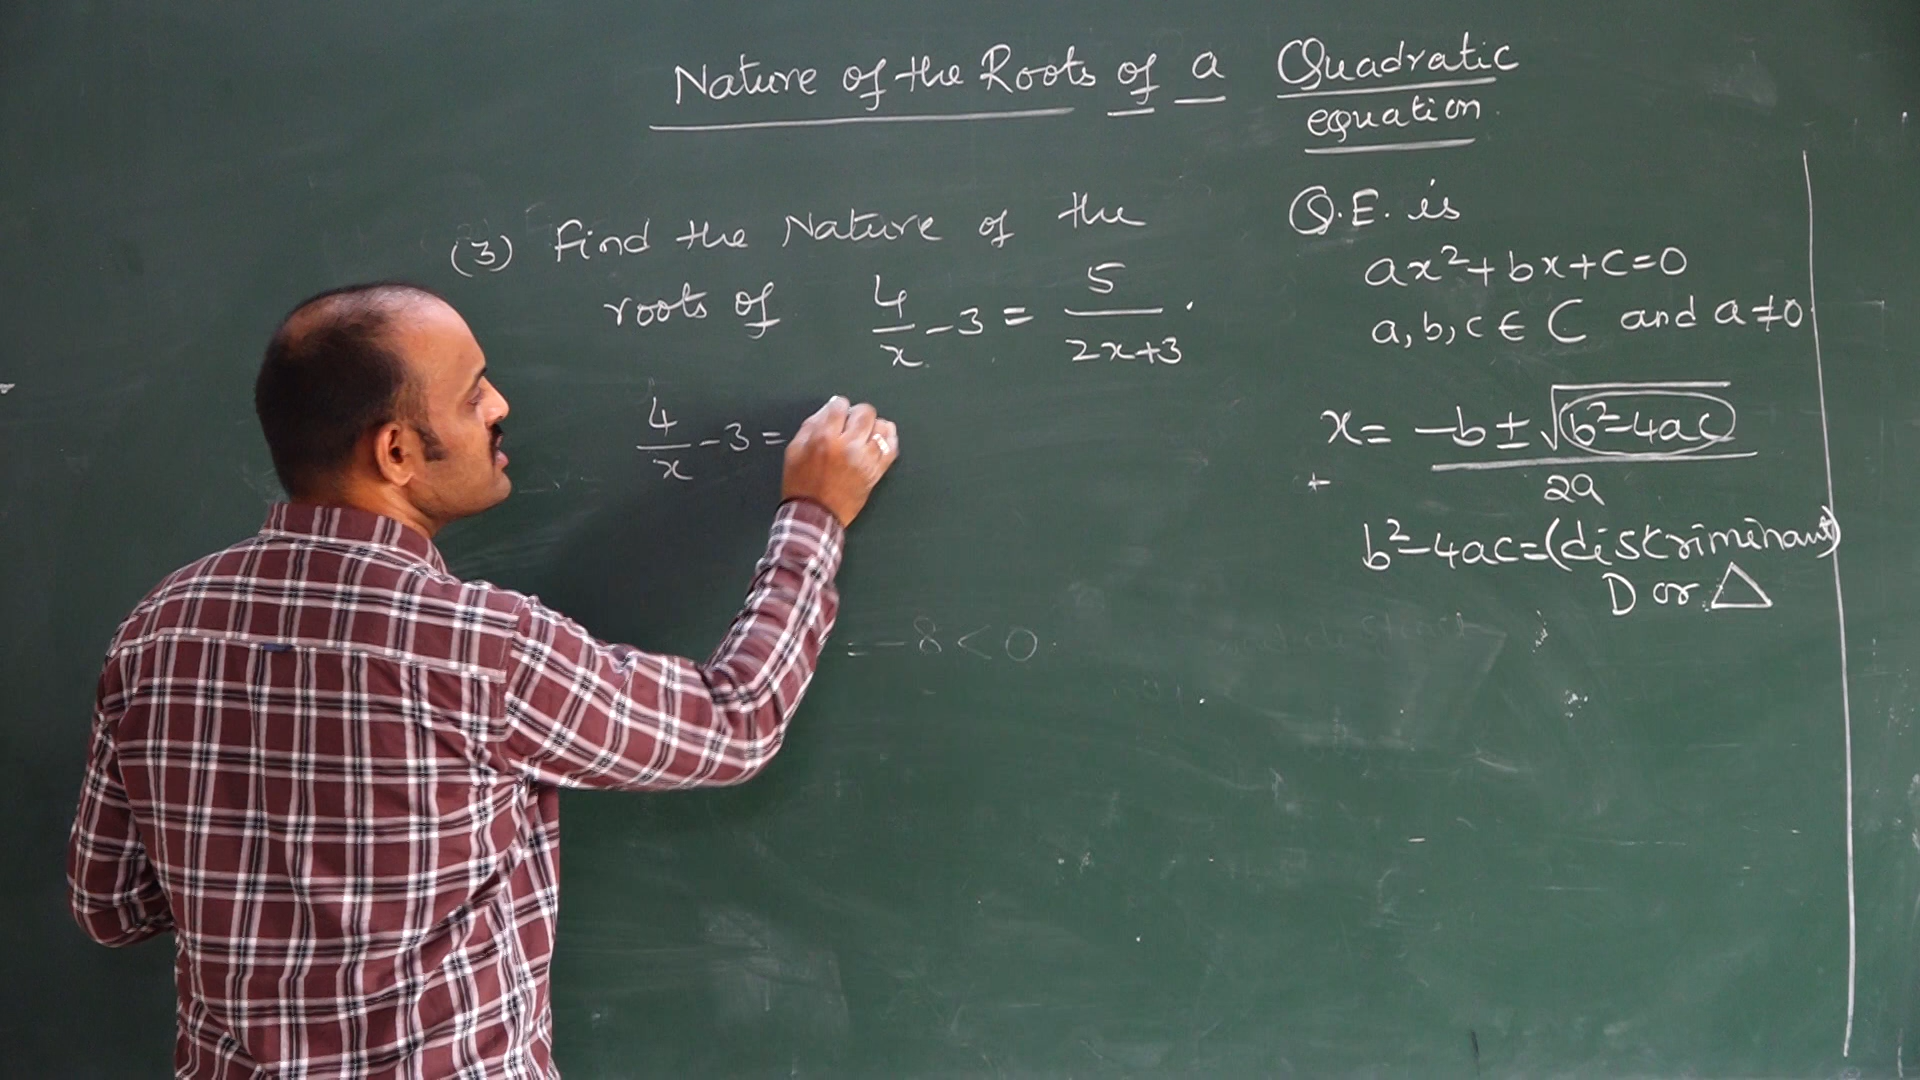 Nature of the Roots of a Quadratic
equation.
(3) Find the Nature of the
roots of 4/x - 3 = 5/(2x+3).
4/x - 3 =
= -8 < 0.
Q.E. is
ax²+bx+c=0
a, b, c ∈ C and a≠0
x = (-b ± √(b²-4ac))/2a
b²-4ac=(discriminant)
D or △